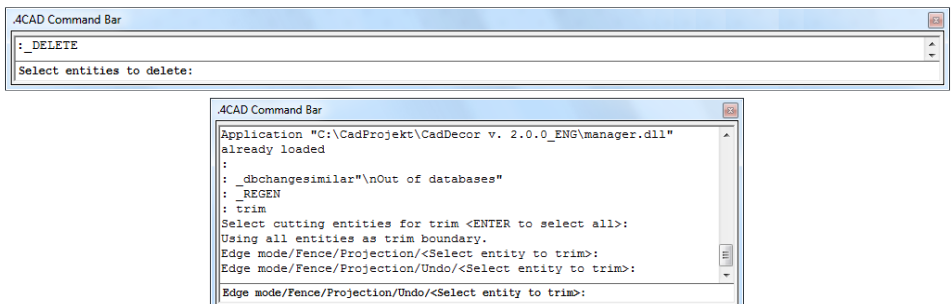 .4CAD Command Bar
:_DELETE
Select entities to delete:
.4CAD Command Bar
Application "C:\CadProjekt\CadDecor v. 2.0.0_ENG\manager.dll"
already loaded
:
: _dbchangesimilar"\nOut of databases"
: _REGEN
: trim
Select cutting entities for trim <ENTER to select all>:
Using all entities as trim boundary.
Edge mode/Fence/Projection/<Select entity to trim>:
Edge mode/Fence/Projection/Undo/<Select entity to trim>:
Edge mode/Fence/Projection/Undo/<Select entity to trim>: